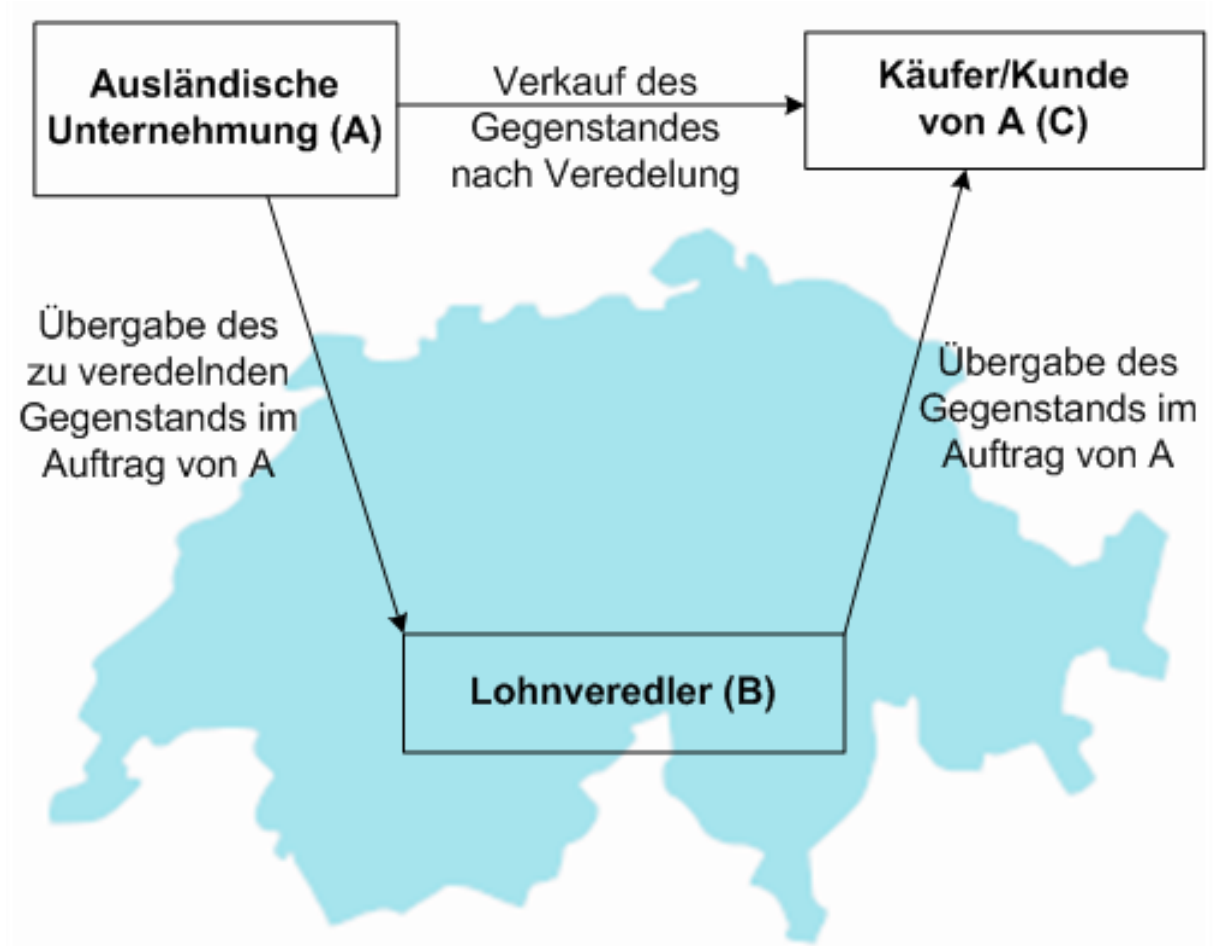 Ausländische
Unternehmung (A)
Verkauf des
Gegenstandes
nach Veredelung
Käufer/Kunde
von A (C)
Übergabe des
zu veredelnden
Gegenstands im
Auftrag von A
Übergabe des
Gegenstands im
Auftrag von A
Lohnveredler (B)